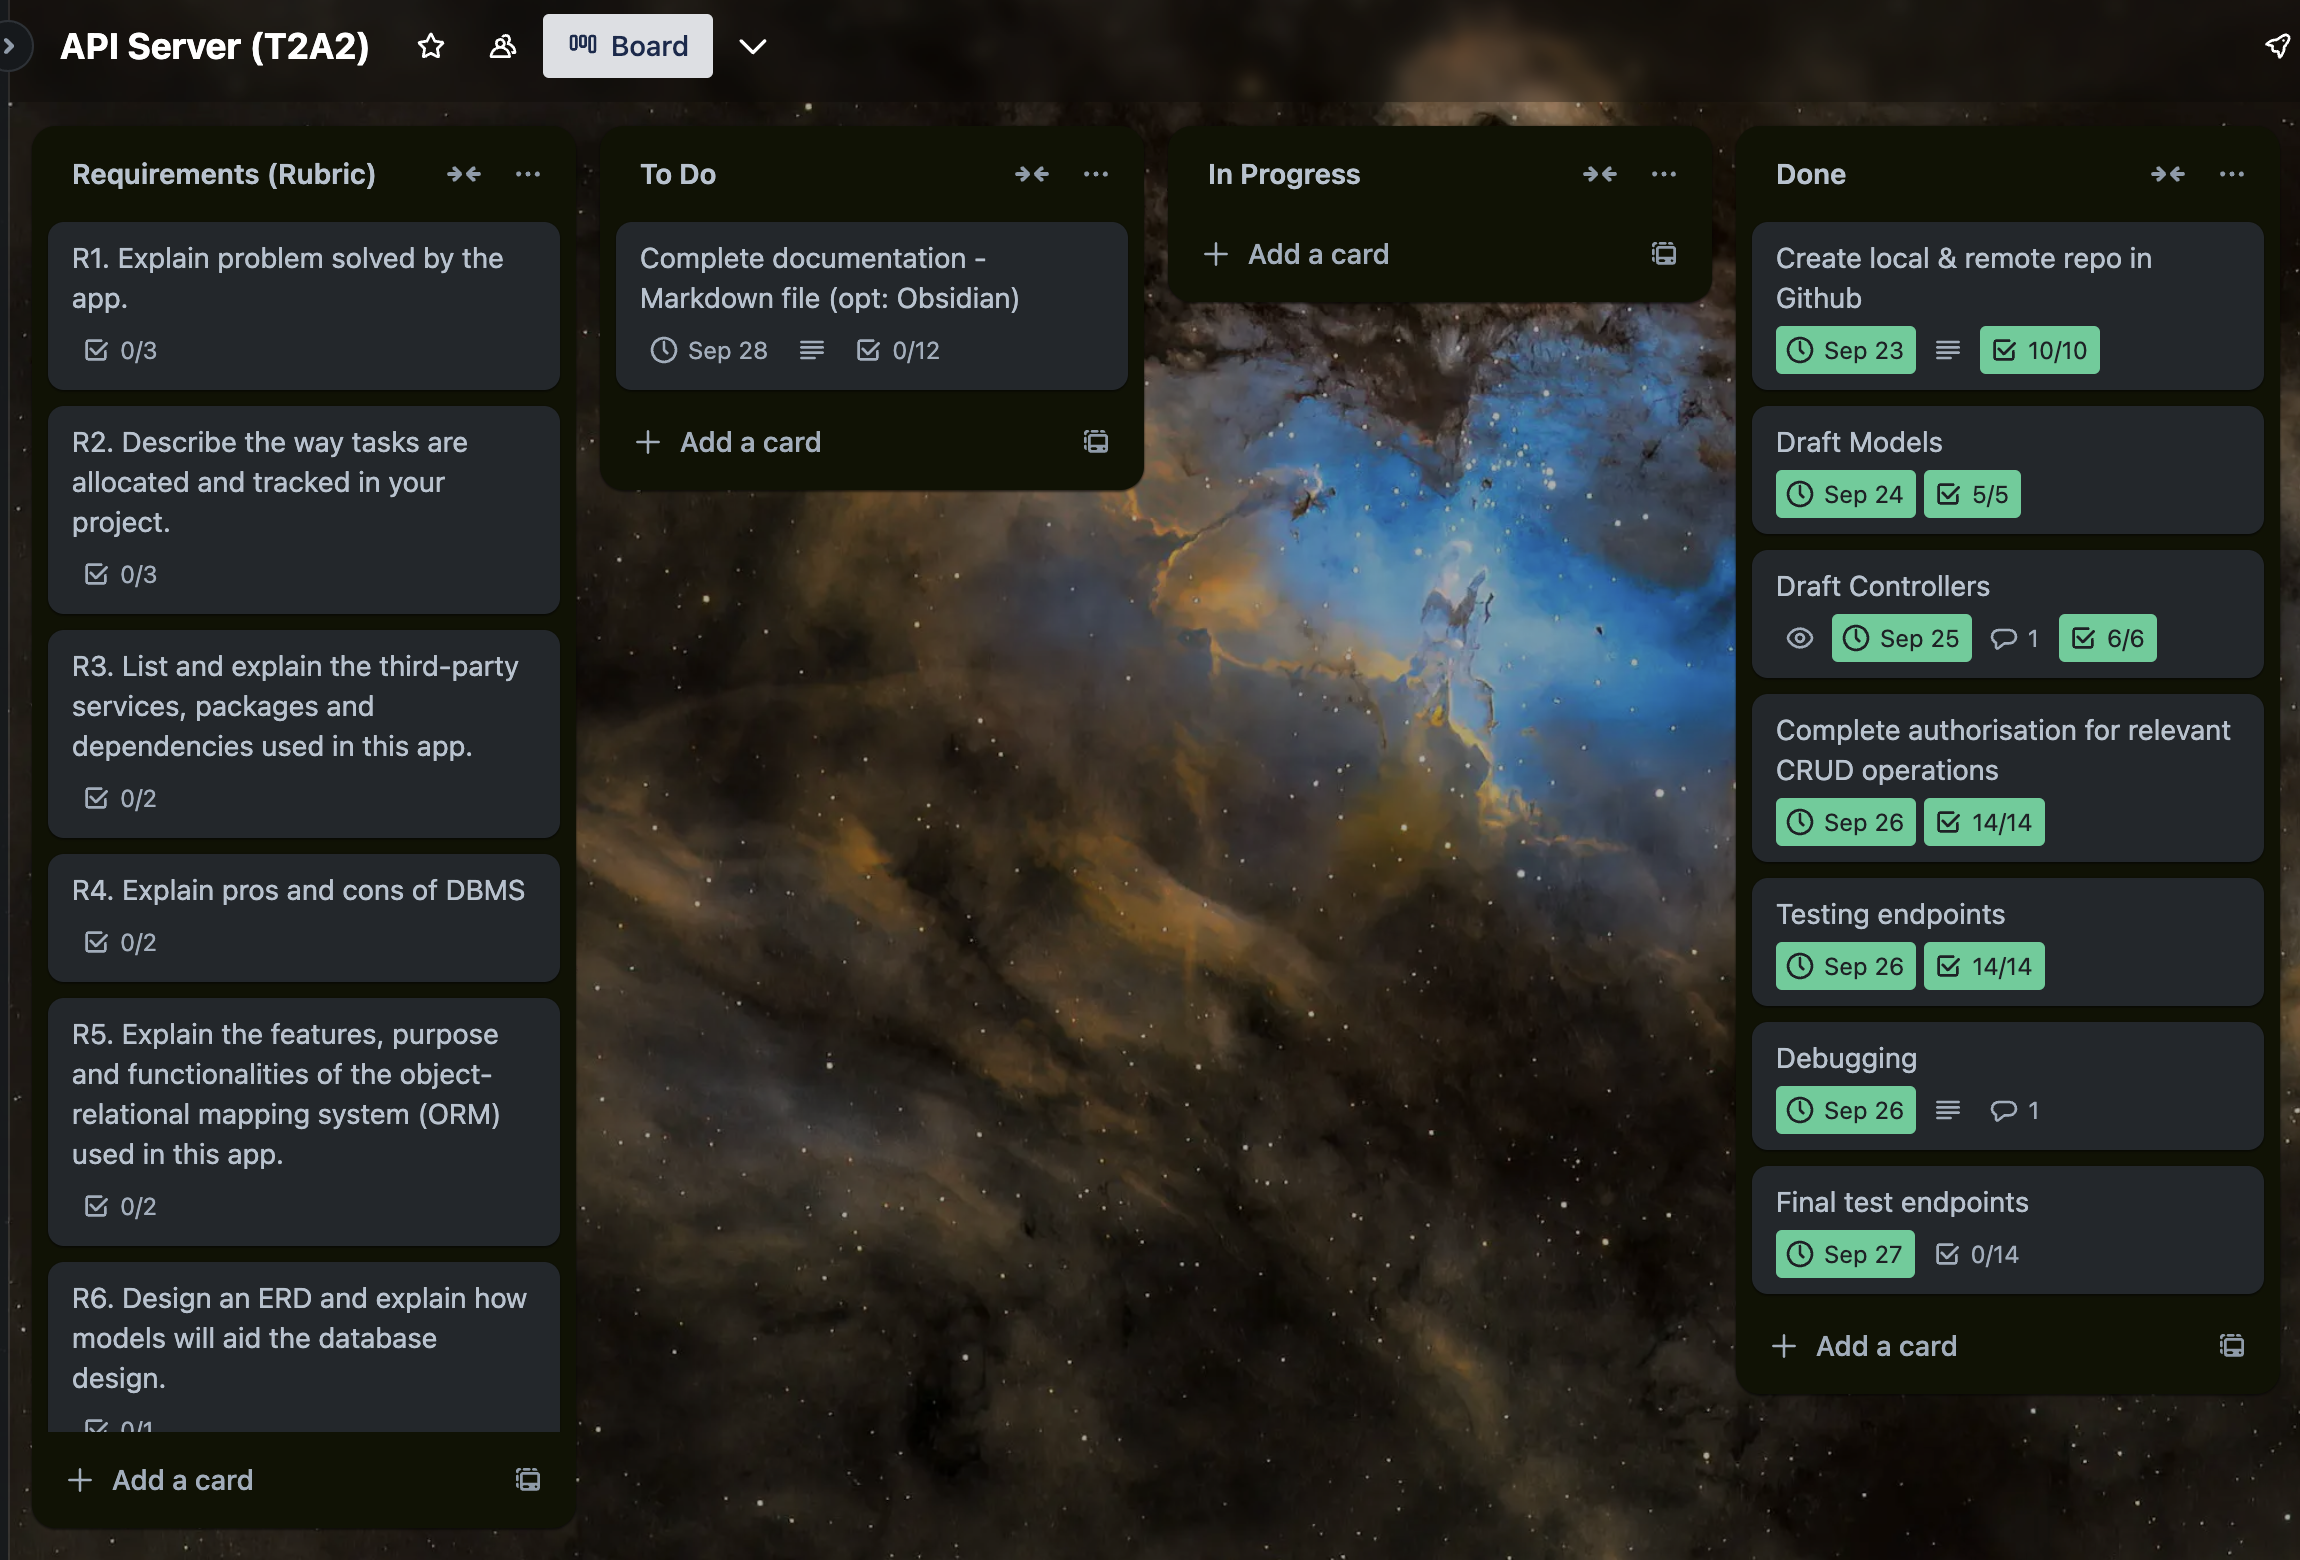 API Server (T2A2)
Board
Requirements (Rubric)
R1. Explain problem solved by the
app.
0/3
R2. Describe the way tasks are
allocated and tracked in your
project.
0/3
R3. List and explain the third-party
services, packages and
dependencies used in this app.
0/2
R4. Explain pros and cons of DBMS
0/2
R5. Explain the features, purpose
and functionalities of the object-
relational mapping system (ORM)
used in this app.
0/2
R6. Design an ERD and explain how
models will aid the database
design.
0/1
Add a card
To Do
Complete documentation -
Markdown file (opt: Obsidian)
Sep 28 0/12
Add a card
In Progress
Add a card
Done
Create local & remote repo in
Github
Sep 23 10/10
Draft Models
Sep 24 5/5
Draft Controllers
Sep 25 1 6/6
Complete authorisation for relevant
CRUD operations
Sep 26 14/14
Testing endpoints
Sep 26 14/14
Debugging
Sep 26 1
Final test endpoints
Sep 27 0/14
Add a card